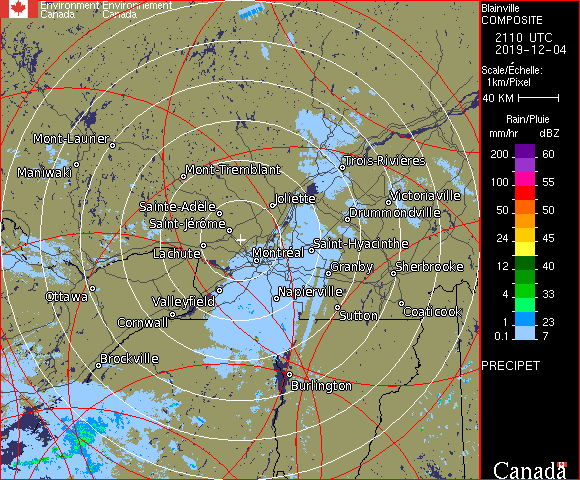 Environment Environnement
Canada Canada
Blainville
COMPOSITE
2110 UTC
2019-12-04
Scale/Échelle:
1km/Pixel
40 KM
Rain/Pluie
mm/hr dBZ
200 60
100 55
50 50
24 45
12 40
4 33
1 23
0.1 7
PRECIPET
Canada
Mont-Laurier
Maniwaki
Mont-Tremblant
Trois-Rivières
Joliette
Victoriaville
Sainte-Adèle
Drummondville
Saint-Jérôme
Saint-Hyacinthe
Lachute
Montréal
Granby
Sherbrooke
Ottawa
Valleyfield
Napierville
Sutton
Coaticook
Cornwall
Brockville
Burlington